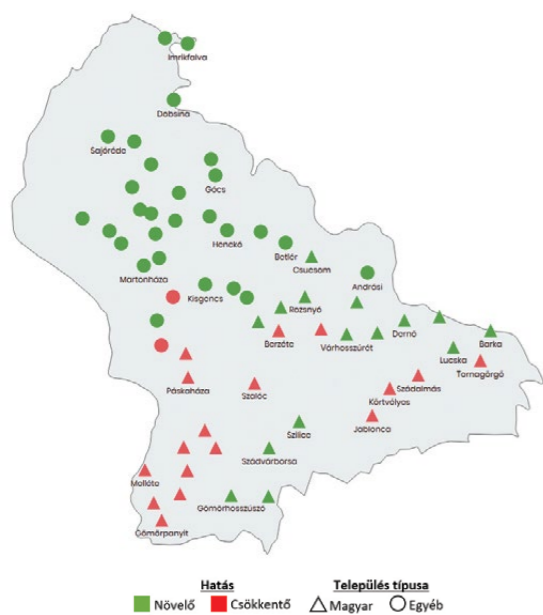 Imrikfalva
Dobsina
Sajóréde
Gócs
Henckó
Betlér
Csucsom
Martonháza
Andrási
Kisgencs
Rozsnyó
Berzéte
Várhosszúrét
Dernő
Barka
Lucska
Tornagörgő
Páskaháza
Szalóc
Szádalmás
Körtvélyes
Jablonca
Szilice
Szádvárborsa
Melléte
Gömörhosszúszó
Gömörpanyit
Hatás Település típusa
Növelő Csökkentő Magyar Egyéb